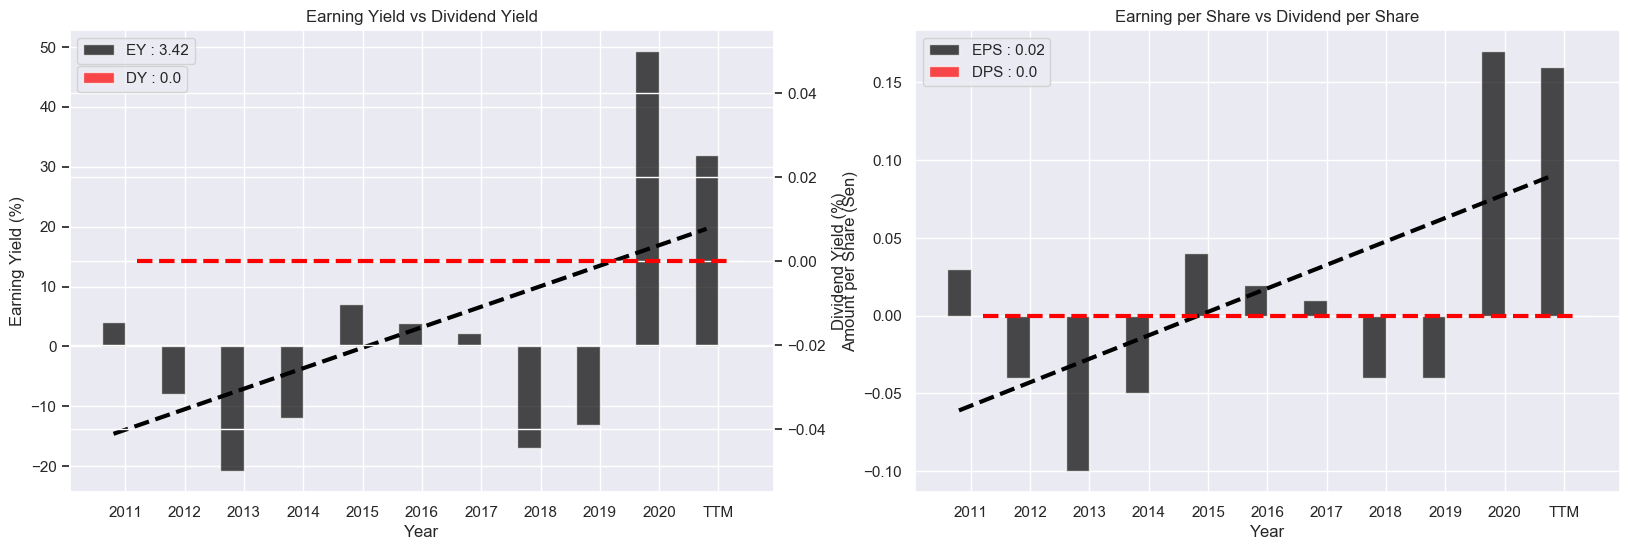 Earning Yield vs Dividend Yield
EY : 3.42
DY : 0.0
Earning Yield (%)
50
40
30
20
10
0
−10
−20
0.04
0.02
0.00
−0.02
−0.04
Dividend Yield (%)
2011 2012 2013 2014 2015 2016 2017 2018 2019 2020 TTM
Year
Earning per Share vs Dividend per Share
EPS : 0.02
DPS : 0.0
Amount per Share (Sen)
0.15
0.10
0.05
0.00
−0.05
−0.10
2011 2012 2013 2014 2015 2016 2017 2018 2019 2020 TTM
Year